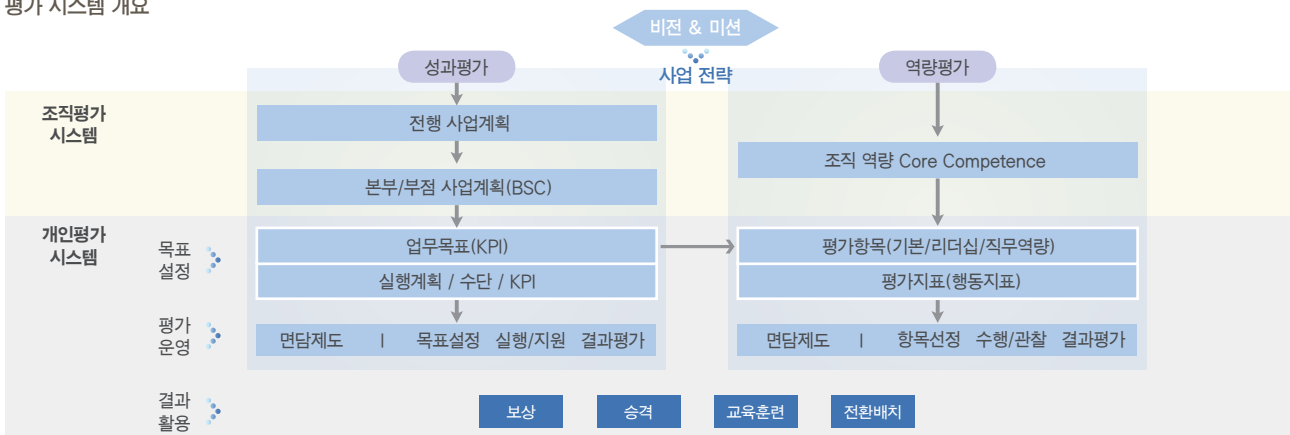 평가 시스템 개요
비전 & 미션
사업 전략
성과평가
역량평가
조직평가
시스템
전행 사업계획
본부/부점 사업계획(BSC)
조직 역량 Core Competence
개인평가
시스템
목표
설정
업무목표(KPI)
실행계획 / 수단 / KPI
평가항목(기본/리더십/직무역량)
평가지표(행동지표)
평가
운영
면담제도 | 목표설정 실행/지원 결과평가
면담제도 | 항목선정 수행/관찰 결과평가
결과
활용
보상
승격
교육훈련
전환배치